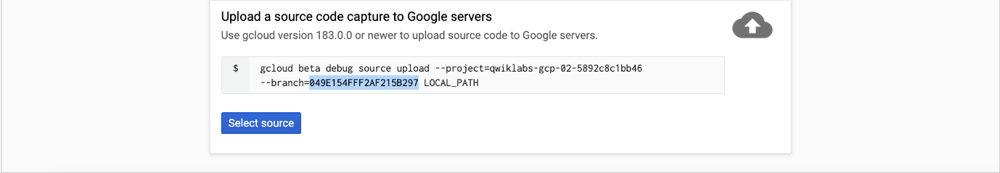 Upload a source code capture to Google servers
Use gcloud version 183.0.0 or newer to upload source code to Google servers.
$ gcloud beta debug source upload --project=qwiklabs-gcp-02-5892c8c1bb46
--branch=049E154FFF2AF215B297 LOCAL_PATH
Select source